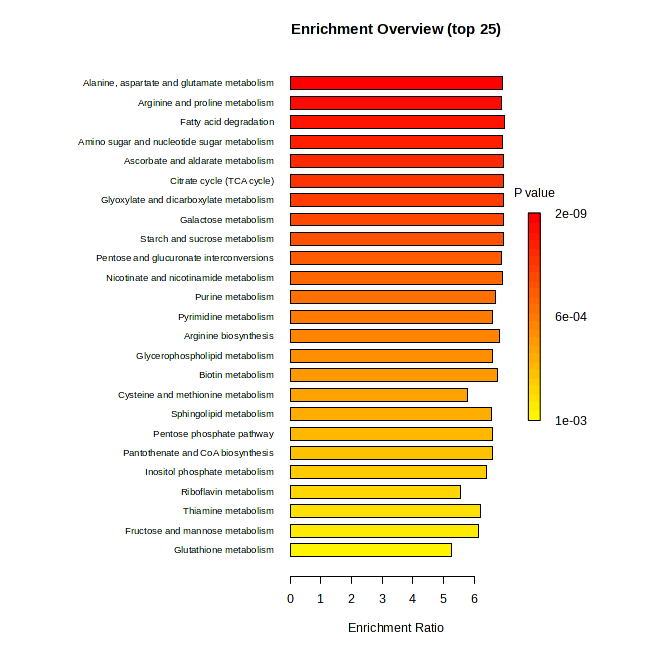 Enrichment Overview (top 25)
Alanine, aspartate and glutamate metabolism
Arginine and proline metabolism
Fatty acid degradation
Amino sugar and nucleotide sugar metabolism
Ascorbate and aldarate metabolism
Citrate cycle (TCA cycle)
Glyoxylate and dicarboxylate metabolism
Galactose metabolism
Starch and sucrose metabolism
Pentose and glucuronate interconversions
Nicotinate and nicotinamide metabolism
Purine metabolism
Pyrimidine metabolism
Arginine biosynthesis
Glycerophospholipid metabolism
Biotin metabolism
Cysteine and methionine metabolism
Sphingolipid metabolism
Pentose phosphate pathway
Pantothenate and CoA biosynthesis
Inositol phosphate metabolism
Riboflavin metabolism
Thiamine metabolism
Fructose and mannose metabolism
Glutathione metabolism
P value
2e-09
6e-04
1e-03
0 1 2 3 4 5 6
Enrichment Ratio